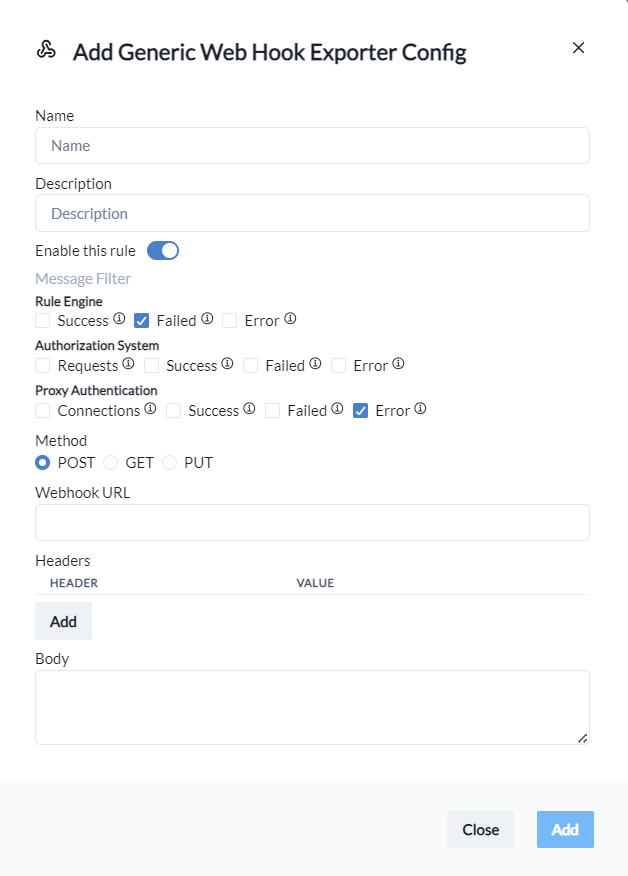 Add Generic Web Hook Exporter Config
Name
Name
Description
Description
Enable this rule
Message Filter
Rule Engine
Success Failed Error
Authorization System
Requests Success Failed Error
Proxy Authentication
Connections Success Failed Error
Method
POST GET PUT
Webhook URL
Headers
HEADER VALUE
Add
Body
Close Add